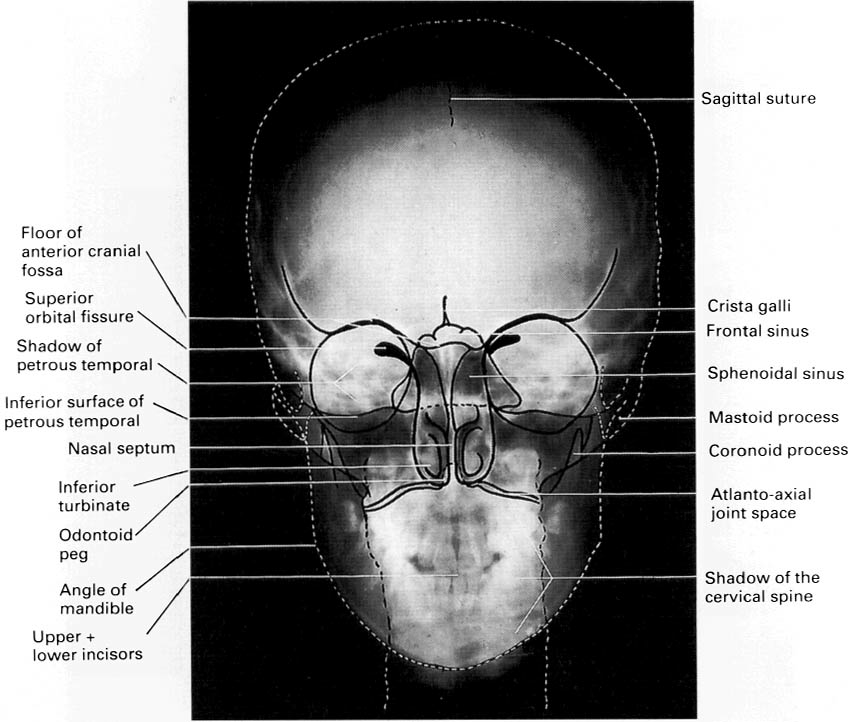 Floor of
anterior cranial
fossa
Superior
orbital fissure
Shadow of
petrous temporal
Inferior surface of
petrous temporal
Nasal septum
Inferior
turbinate
Odontoid
peg
Angle of
mandible
Upper +
lower incisors
Sagittal suture
Crista galli
Frontal sinus
Sphenoidal sinus
Mastoid process
Coronoid process
Atlanto-axial
joint space
Shadow of the
cervical spine